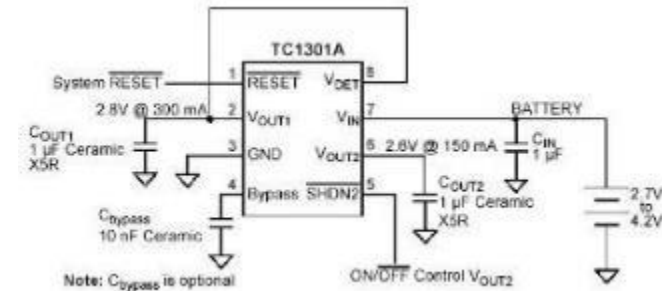 TC1301A
System RESET
1
RESET
VDET
8
2.8V @ 300 mA
2
VOUT1
VIN
7
BATTERY
COUT1
1 µF Ceramic
X5R
3
GND
VOUT2
6
2.6V @ 150 mA
CIN
1 µF
4
Bypass
SHDN2
5
COUT2
1 µF Ceramic
X5R
2.7V
to
4.2V
Cbypass
10 nF Ceramic
Note: Cbypass is optional
ON/OFF Control VOUT2